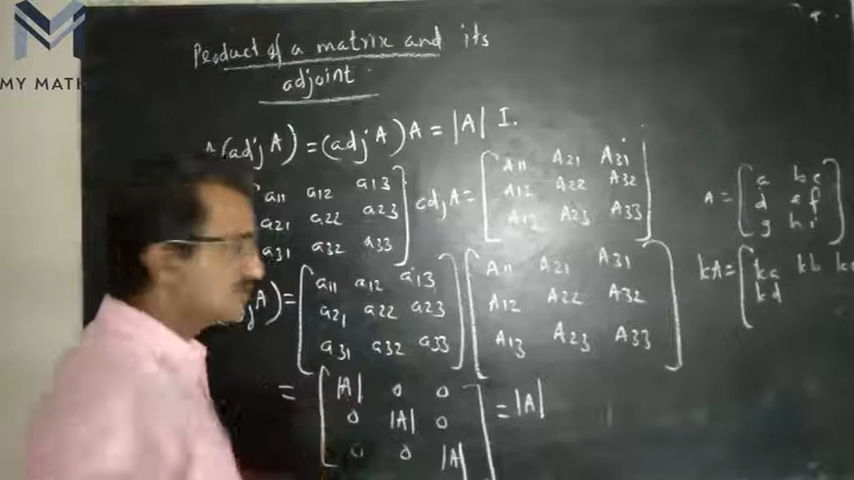 MY MATH
Product of a matrix and its
adjoint
A(adj A) = (adj A) A = |A| I.
a11 a12 a13
a21 a22 a23
a31 a32 a33
adj A = [ A11 A21 A31
A12 A22 A32
A13 A23 A33 ]
A = [ a b c
d e f
g h i ]
A) = [ a11 a12 a13
a21 a22 a23
a31 a32 a33 ]
[ A11 A21 A31
A12 A22 A32
A13 A23 A33 ]
kA = [ ka kb
kd
= [ |A| 0 0
0 |A| 0
0 0 |A| ]
= |A|